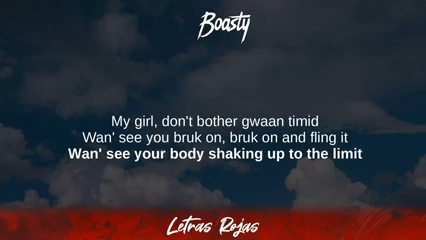 Boasty
My girl, don't bother gwaan timid
Wan' see you bruk on, bruk on and fling it
Wan' see your body shaking up to the limit
Letras Rojas